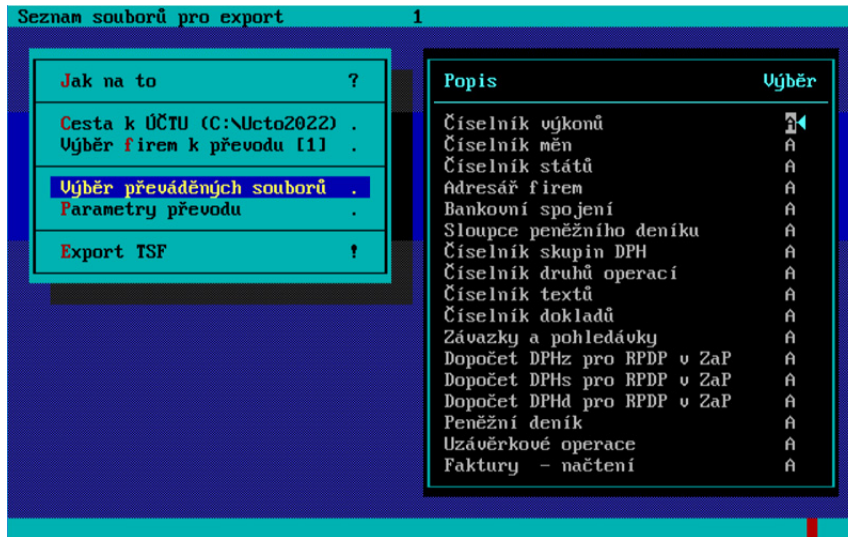 Seznam souborů pro export 1
Jak na to ?
Cesta k ÚČTU (C:\Ucto2022) .
Výběr firem k převodu [1] .
Výběr převáděných souborů .
Parametry převodu .
Export TSF !
Popis Výběr
Číselník výkonů A
Číselník měn A
Číselník států A
Adresář firem A
Bankovní spojení A
Sloupce peněžního deníku A
Číselník skupin DPH A
Číselník druhů operací A
Číselník textů A
Číselník dokladů A
Závazky a pohledávky A
Dopočet DPHz pro RPDP v ZaP A
Dopočet DPHs pro RPDP v ZaP A
Dopočet DPHd pro RPDP v ZaP A
Peněžní deník A
Uzávěrkové operace A
Faktury - načtení A